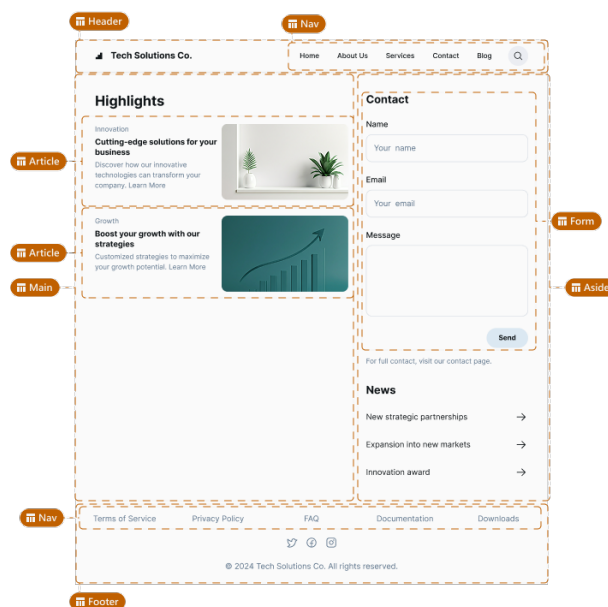 Header
Nav
Tech Solutions Co.
Home
About Us
Services
Contact
Blog
Highlights
Article
Innovation
Cutting-edge solutions for your
business
Discover how our innovative
technologies can transform your
company. Learn More
Article
Growth
Boost your growth with our
strategies
Customized strategies to maximize
your growth potential. Learn More
Main
Contact
Name
Your name
Email
Your email
Form
Message
Aside
Send
For full contact, visit our contact page.
News
New strategic partnerships
Expansion into new markets
Innovation award
Nav
Terms of Service
Privacy Policy
FAQ
Documentation
Downloads
© 2024 Tech Solutions Co. All rights reserved.
Footer